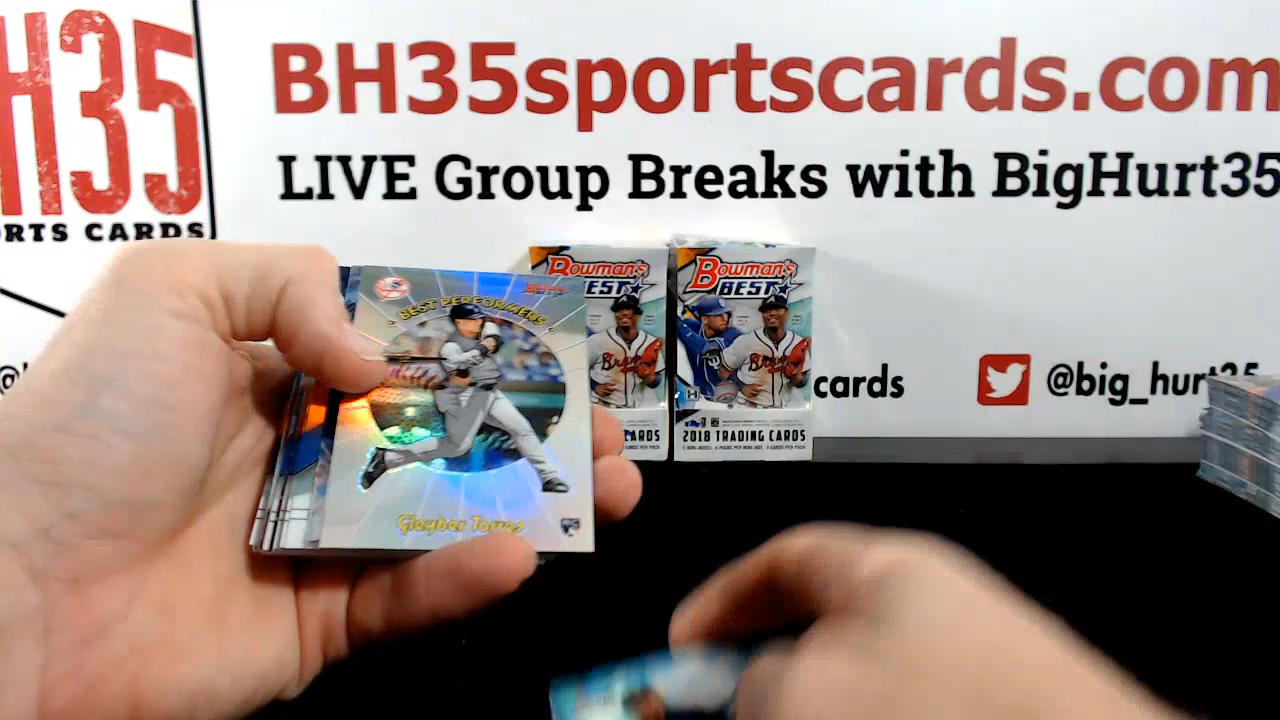 H35
ORTS CARDS
BH35sportscards.com
LIVE Group Breaks with BigHurt35
BEST PERFORMERS
Gleyber Torres
Bowman's
BEST
Bowman's
BEST
CARDS
2018 TRADING CARDS
cards
@big_hurt35